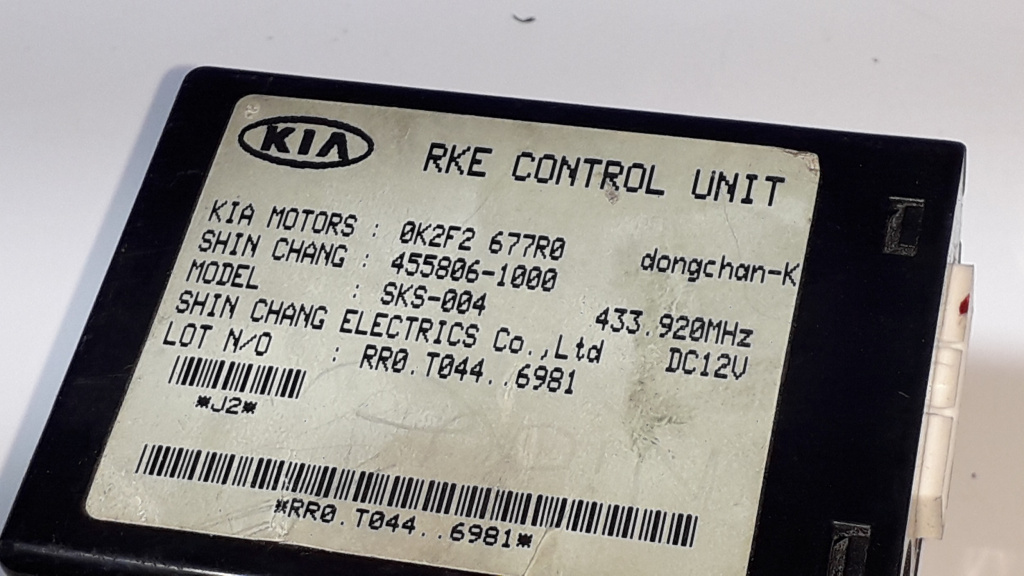 KIA RKE CONTROL UNIT
KIA MOTORS : 0K2F2 677R0 dongchan-K
SHIN CHANG : 455806-1000
MODEL : SKS-004 433.920MHz
SHIN CHANG ELECTRICS Co.,Ltd DC12V
LOT N/O : RR0.T044..6981
*J2*
*RR0.T044..6981*